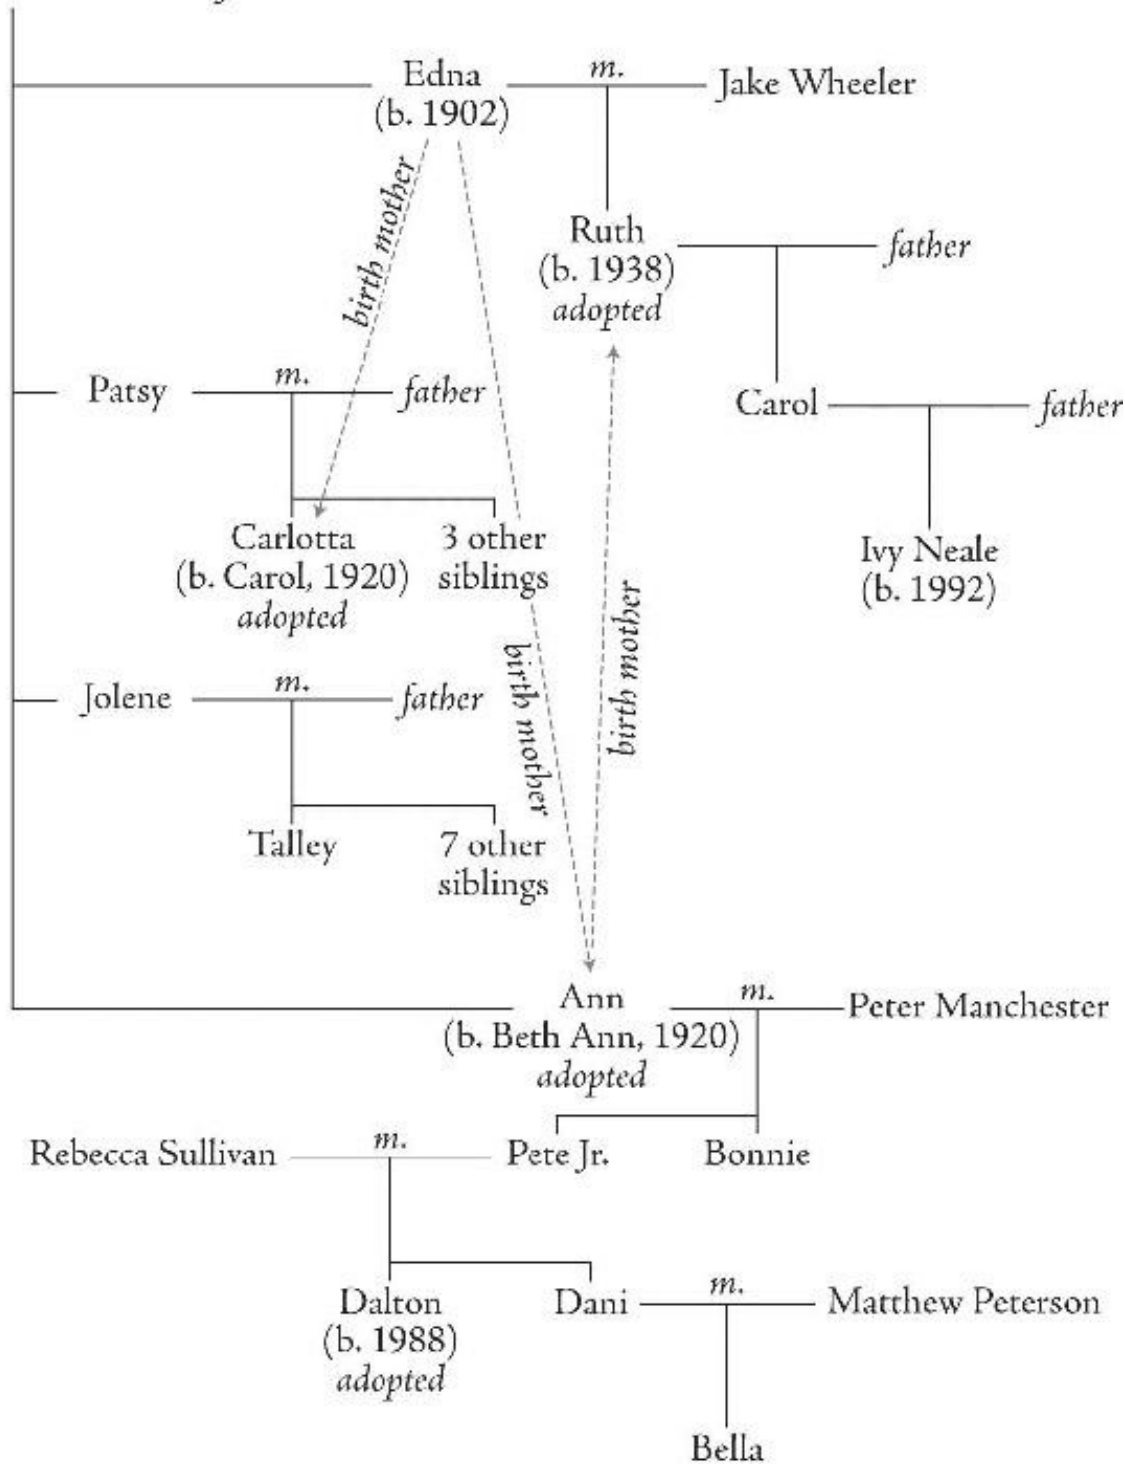 Edna
(b. 1902)
m.
Jake Wheeler
birth mother
Ruth
(b. 1938)
adopted
father
Patsy
m.
father
Carol
father
Carlotta
(b. Carol, 1920)
adopted
3 other
siblings
Ivy Neale
(b. 1992)
birth mother
birth mother
Jolene
m.
father
Talley
7 other
siblings
Ann
(b. Beth Ann, 1920)
adopted
m.
Peter Manchester
Rebecca Sullivan
m.
Pete Jr.
Bonnie
Dalton
(b. 1988)
adopted
Dani
m.
Matthew Peterson
Bella